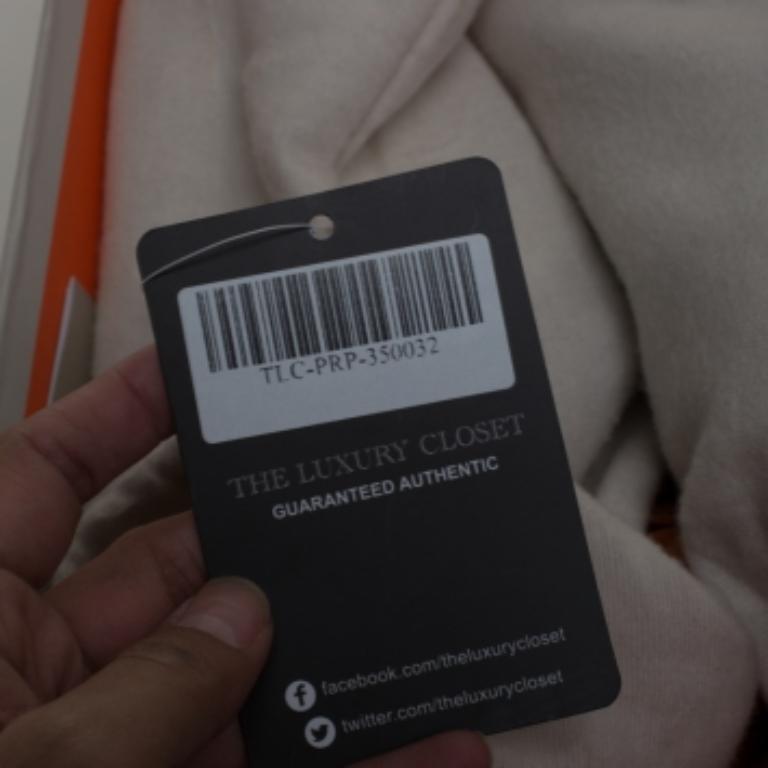 TLC-PRP-350032
THE LUXURY CLOSET
GUARANTEED AUTHENTIC
facebook.com/theluxurycloset
twitter.com/theluxurycloset